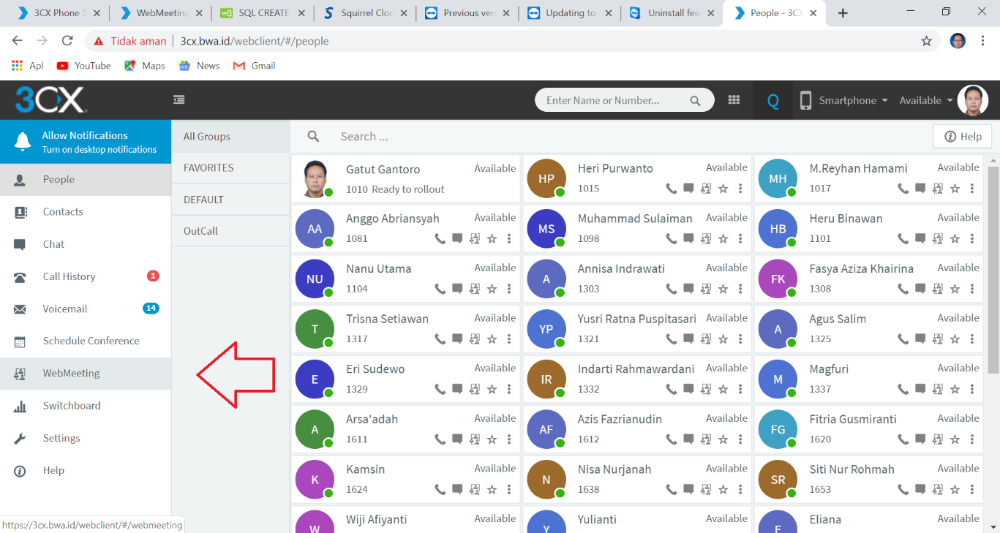 3CX Phone S
WebMeeting
SQL CREATE
Squirrel Clou
Previous ver
Updating to
Uninstall fee
People - 3CX
Tidak aman
3cx.bwa.id/webclient/#/people
Apl
YouTube
Maps
News
Gmail
3CX
Enter Name or Number...
Q
Smartphone
Available
Allow Notifications
Turn on desktop notifications
People
Contacts
Chat
Call History
1
Voicemail
14
Schedule Conference
WebMeeting
Switchboard
Settings
Help
https://3cx.bwa.id/webclient/#/webmeeting
All Groups
FAVORITES
DEFAULT
OutCall
Search ...
Help
Gatut Gantoro
Available
1010 Ready to rollout
HP
Heri Purwanto
Available
1015
MH
M.Reyhan Hamami
Available
1017
AA
Anggo Abriansyah
Available
1081
MS
Muhammad Sulaiman
Available
1098
HB
Heru Binawan
Available
1101
NU
Nanu Utama
Available
1104
A
Annisa Indrawati
Available
1303
FK
Fasya Aziza Khairina
Available
1308
T
Trisna Setiawan
Available
1317
YP
Yusri Ratna Puspitasari
Available
1321
A
Agus Salim
Available
1325
E
Eri Sudewo
Available
1329
IR
Indarti Rahmawardani
Available
1332
M
Magfuri
Available
1337
A
Arsa'adah
Available
1611
AF
Azis Fazrianudin
Available
1612
FG
Fitria Gusmiranti
Available
1620
K
Kamsin
Available
1624
N
Nisa Nurjanah
Available
1638
SR
Siti Nur Rohmah
Available
1653
W
Wiji Afiyanti
Available
Y
Yulianti
Available
E
Eliana
Available